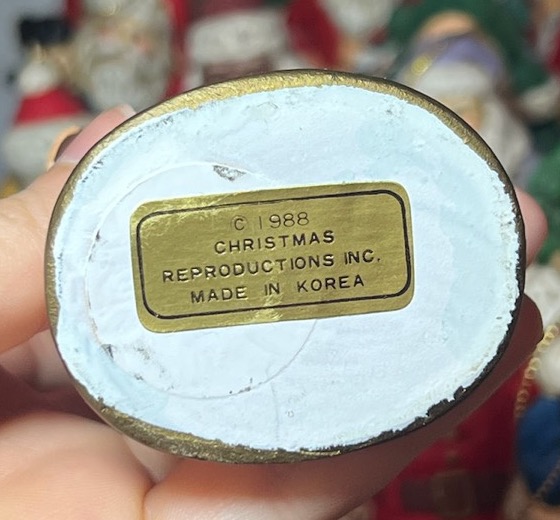 © 1988
CHRISTMAS
REPRODUCTIONS INC.
MADE IN KOREA